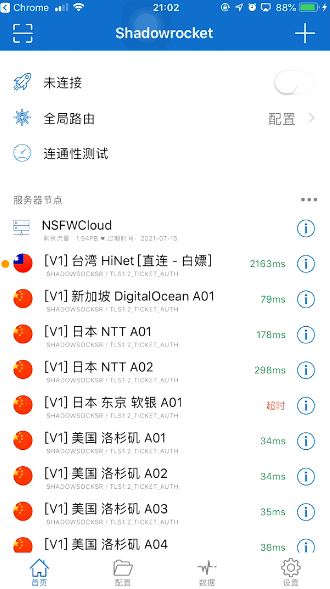 Chrome 21:02 88%
Shadowrocket
未连接
全局路由 配置
连通性测试
服务器节点
NSFWCloud
剩余流量：1.94PB ♥ 过期时间：2021-07-15
[V1] 台湾 HiNet [直连 - 白嫖] 2163ms
SHADOWSOCKSR / TLS1.2_TICKET_AUTH
[V1] 新加坡 DigitalOcean A01 79ms
SHADOWSOCKSR / TLS1.2_TICKET_AUTH
[V1] 日本 NTT A01 178ms
SHADOWSOCKSR / TLS1.2_TICKET_AUTH
[V1] 日本 NTT A02 298ms
SHADOWSOCKSR / TLS1.2_TICKET_AUTH
[V1] 日本 东京 软银 A01 超时
SHADOWSOCKSR / TLS1.2_TICKET_AUTH
[V1] 美国 洛杉矶 A01 34ms
SHADOWSOCKSR / TLS1.2_TICKET_AUTH
[V1] 美国 洛杉矶 A02 34ms
SHADOWSOCKSR / TLS1.2_TICKET_AUTH
[V1] 美国 洛杉矶 A03 35ms
SHADOWSOCKSR / TLS1.2_TICKET_AUTH
[V1] 美国 洛杉矶 A04 38ms
首页 配置 数据 设置